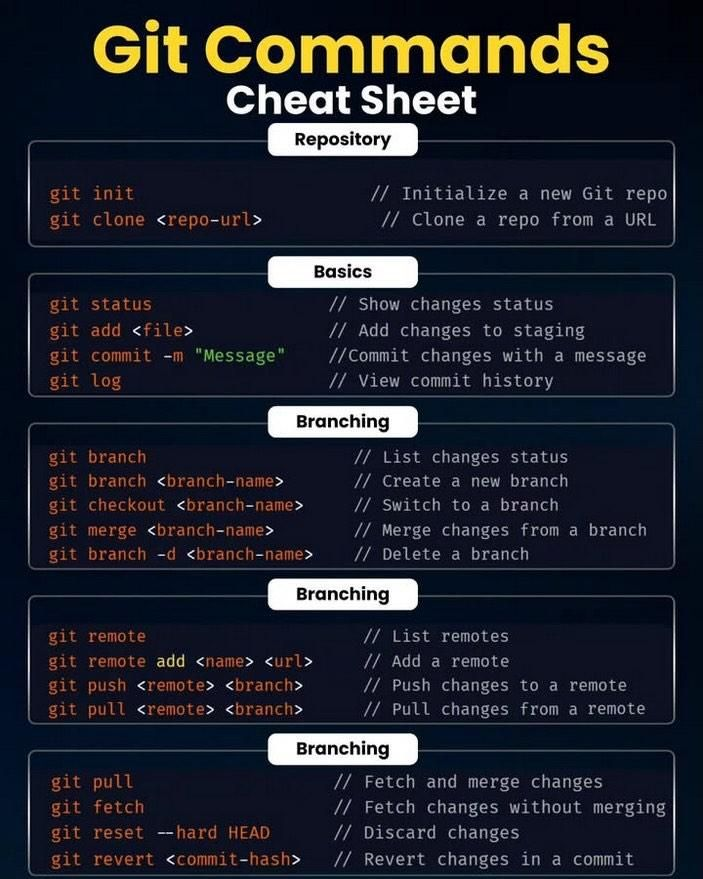 Git Commands
Cheat Sheet
Repository
git init // Initialize a new Git repo
git clone <repo-url> // Clone a repo from a URL
Basics
git status // Show changes status
git add <file> // Add changes to staging
git commit -m "Message" //Commit changes with a message
git log // View commit history
Branching
git branch // List changes status
git branch <branch-name> // Create a new branch
git checkout <branch-name> // Switch to a branch
git merge <branch-name> // Merge changes from a branch
git branch -d <branch-name> // Delete a branch
Branching
git remote // List remotes
git remote add <name> <url> // Add a remote
git push <remote> <branch> // Push changes to a remote
git pull <remote> <branch> // Pull changes from a remote
Branching
git pull // Fetch and merge changes
git fetch // Fetch changes without merging
git reset --hard HEAD // Discard changes
git revert <commit-hash> // Revert changes in a commit